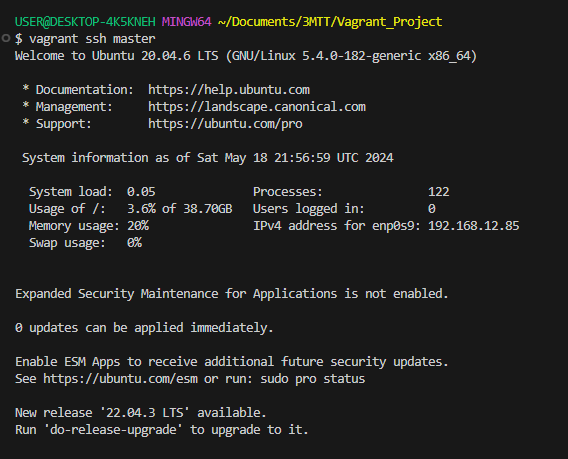 USER@DESKTOP-4K5KNEH MINGW64 ~/Documents/3MTT/Vagrant_Project
$ vagrant ssh master
Welcome to Ubuntu 20.04.6 LTS (GNU/Linux 5.4.0-182-generic x86_64)
* Documentation:  https://help.ubuntu.com
* Management:     https://landscape.canonical.com
* Support:        https://ubuntu.com/pro
System information as of Sat May 18 21:56:59 UTC 2024
System load:  0.05               Processes:             122
Usage of /:   3.6% of 38.70GB   Users logged in:       0
Memory usage: 20%                IPv4 address for enp0s9: 192.168.12.85
Swap usage:   0%
Expanded Security Maintenance for Applications is not enabled.
0 updates can be applied immediately.
Enable ESM Apps to receive additional future security updates.
See https://ubuntu.com/esm or run: sudo pro status
New release '22.04.3 LTS' available.
Run 'do-release-upgrade' to upgrade to it.